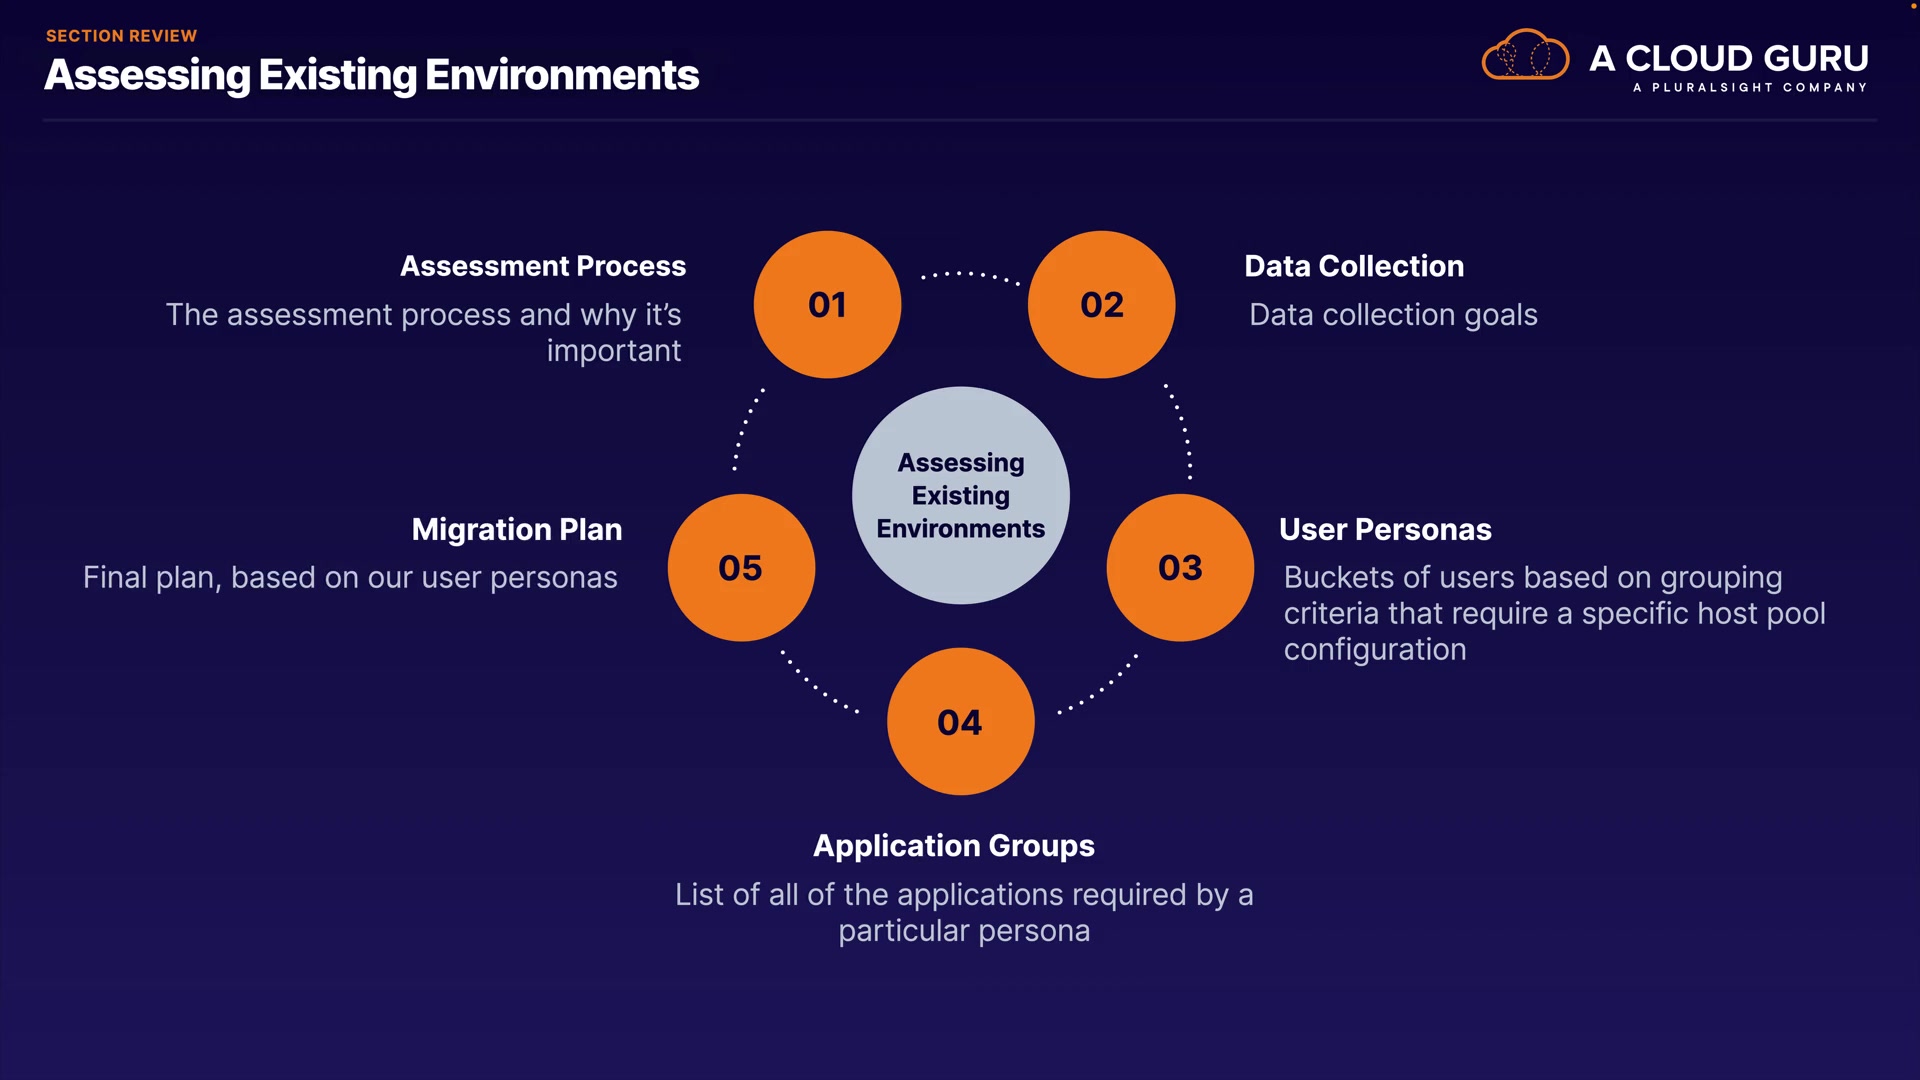 SECTION REVIEW
Assessing Existing Environments
A CLOUD GURU
A PLURALSIGHT COMPANY
Assessment Process
The assessment process and why it’s
important
01
02
Data Collection
Data collection goals
Assessing
Existing
Environments
Migration Plan
Final plan, based on our user personas
05
03
User Personas
Buckets of users based on grouping
criteria that require a specific host pool
configuration
04
Application Groups
List of all of the applications required by a
particular persona